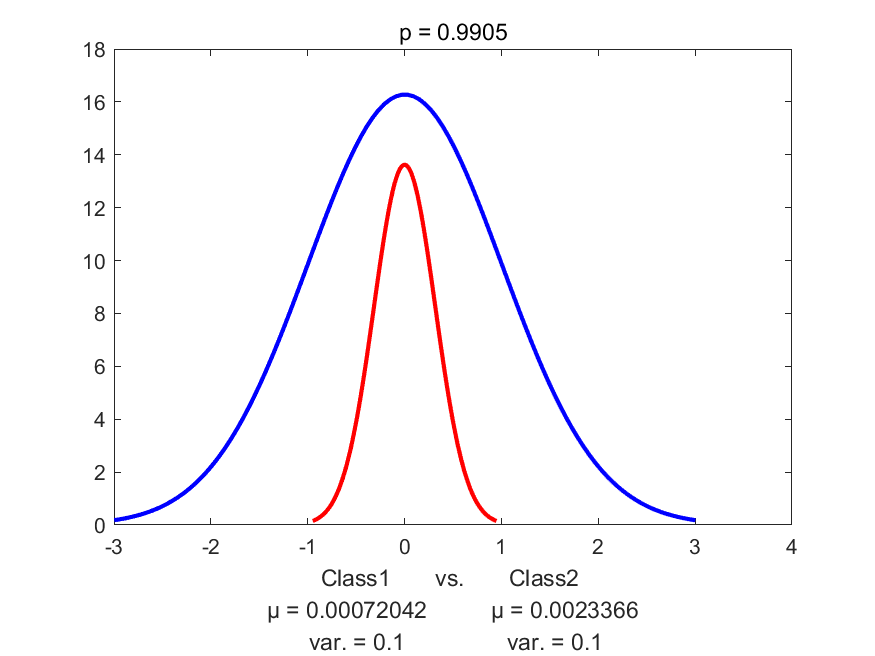 p = 0.9905
18
16
14
12
10
8
6
4
2
0
-3 -2 -1 0 1 2 3 4
Class1 vs. Class2
μ = 0.00072042 μ = 0.0023366
var. = 0.1 var. = 0.1